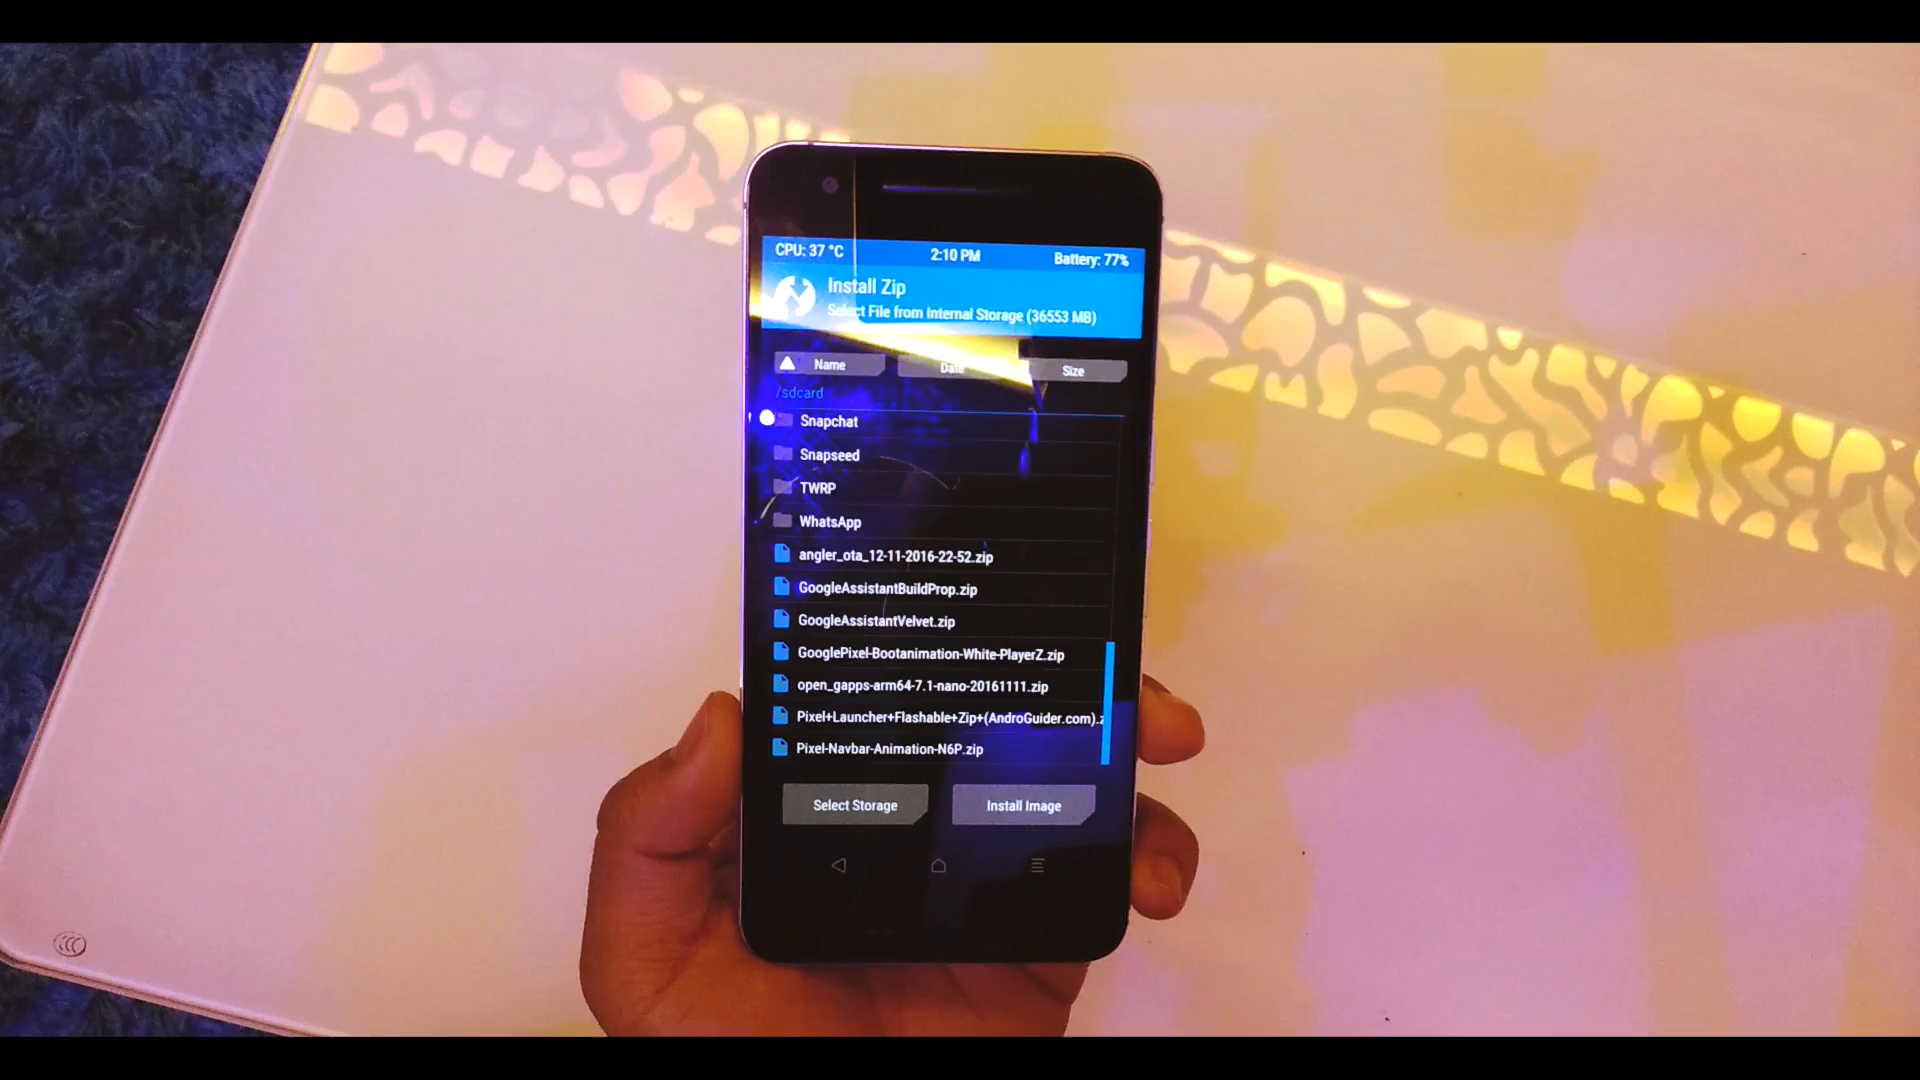 CPU: 37 °C 2:10 PM Battery: 77%
Install Zip
Select File from Internal Storage (36553 MB)
Name Date Size
/sdcard
Snapchat
Snapseed
TWRP
WhatsApp
angler_ota_12-11-2016-22-52.zip
GoogleAssistantBuildProp.zip
GoogleAssistantVelvet.zip
GooglePixel-Bootanimation-White-PlayerZ.zip
open_gapps-arm64-7.1-nano-20161111.zip
Pixel+Launcher+Flashable+Zip+(AndroGuider.com).z
Pixel-Navbar-Animation-N6P.zip
Select Storage Install Image